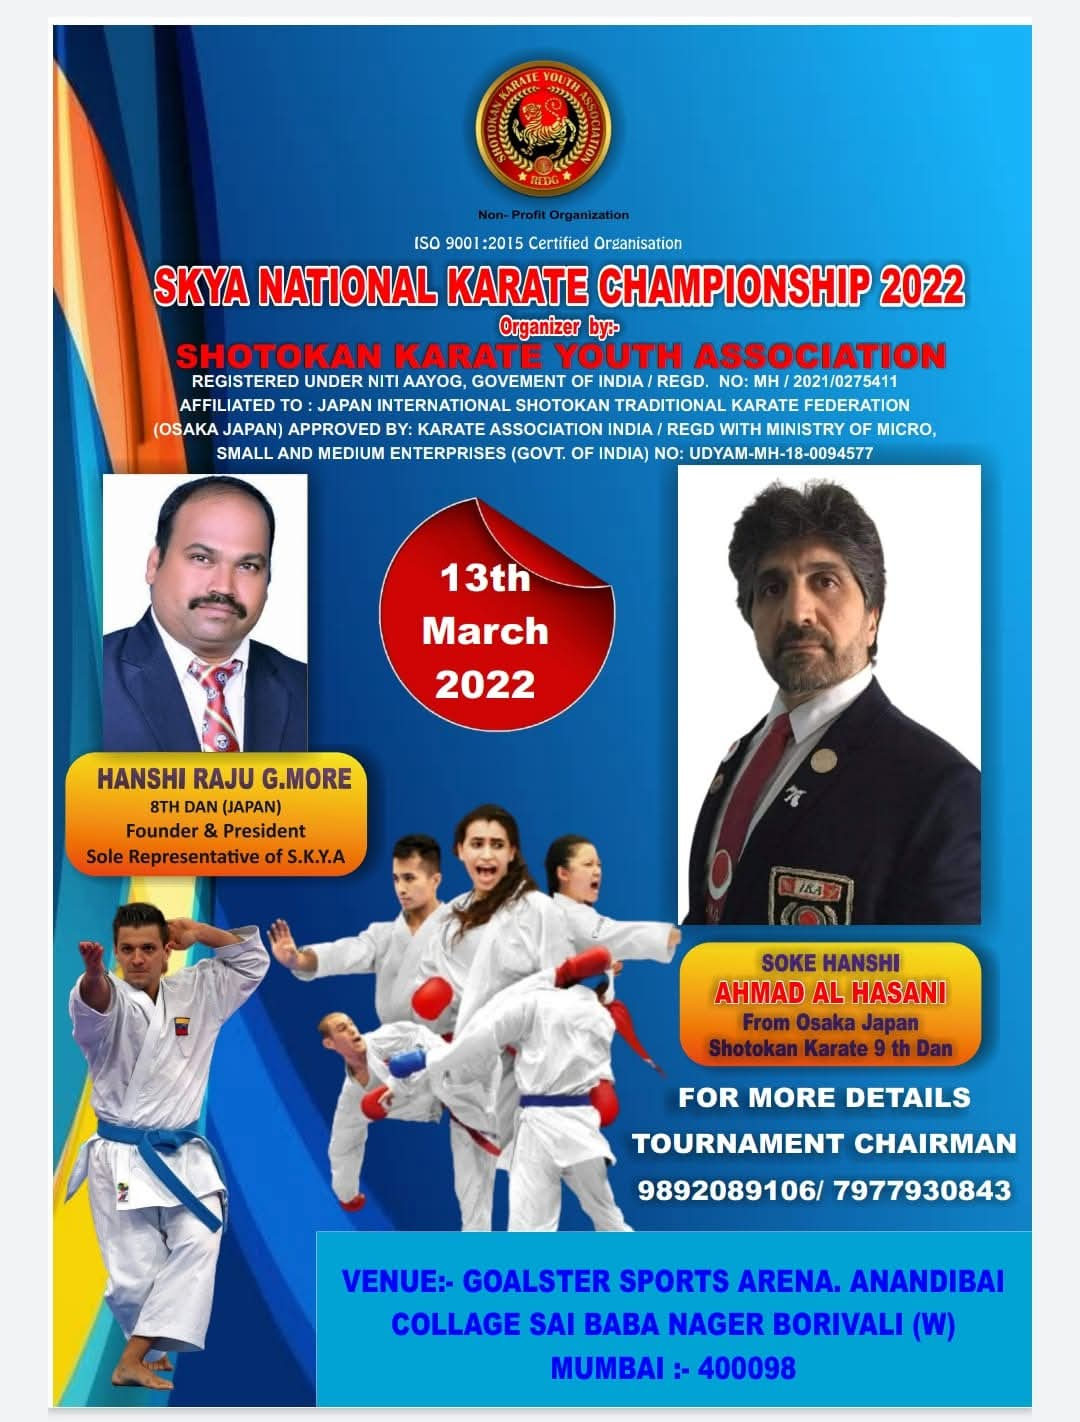 SHOTOKAN KARATE YOUTH ASSOCIATION
REDG
Non- Profit Organization
ISO 9001:2015 Certified Organisation
SKYA NATIONAL KARATE CHAMPIONSHIP 2022
Organizer by:-
SHOTOKAN KARATE YOUTH ASSOCIATION
REGISTERED UNDER NITI AAYOG, GOVEMENT OF INDIA / REGD. NO: MH / 2021/0275411
AFFILIATED TO : JAPAN INTERNATIONAL SHOTOKAN TRADITIONAL KARATE FEDERATION
(OSAKA JAPAN) APPROVED BY: KARATE ASSOCIATION INDIA / REGD WITH MINISTRY OF MICRO,
SMALL AND MEDIUM ENTERPRISES (GOVT. OF INDIA) NO: UDYAM-MH-18-0094577
13th
March
2022
HANSHI RAJU G.MORE
8TH DAN (JAPAN)
Founder & President
Sole Representative of S.K.Y.A
IKA
SOKE HANSHI
AHMAD AL HASANI
From Osaka Japan
Shotokan Karate 9 th Dan
FOR MORE DETAILS
TOURNAMENT CHAIRMAN
9892089106/ 7977930843
VENUE:- GOALSTER SPORTS ARENA. ANANDIBAI
COLLAGE SAI BABA NAGER BORIVALI (W)
MUMBAI :- 400098